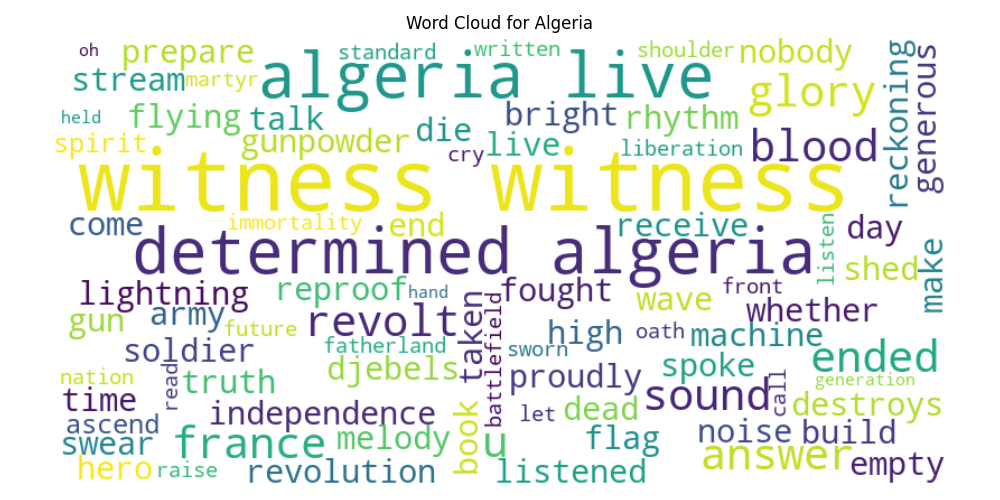 Word Cloud for Algeria
oh prepare standard written shoulder nobody reckoning generous
stream martyr algeria live glory
held flying talk gunpowder die bright rhythm
spirit cry live liberation blood
witness witness
come immortality end receive listen day
determined algeria shed make
lightning reproof hand fought wave front whether
gun army future revolt taken battlefield high oath machine
soldier fatherland djebels sworn spoke ended
nation read truth proudly sound call generation
time independence book let dead destroys
ascend swear france melody u flag noise build
hero raise revolution listened answer empty